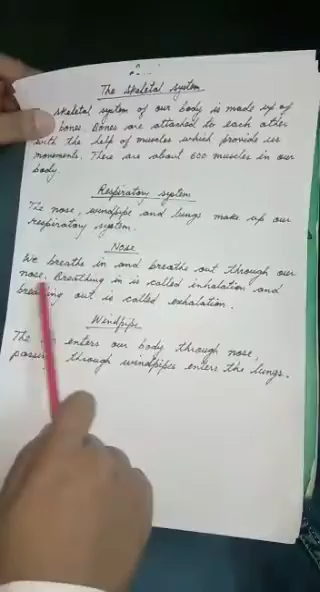 The Skeletal system
Skeletal system of our body is made up of
bones. Bones are attached to each other
with the help of muscles which provide us
movements. There are about 600 muscles in our
body.
Respiratory system
The nose, windpipe and lungs make up our
respiratory system.
Nose
We breathe in and breathe out through our
nose. Breathing in is called inhalation and
breathing out is called exhalation.
Windpipe
The enters our body through nose,
passing through windpipes enters the lungs.